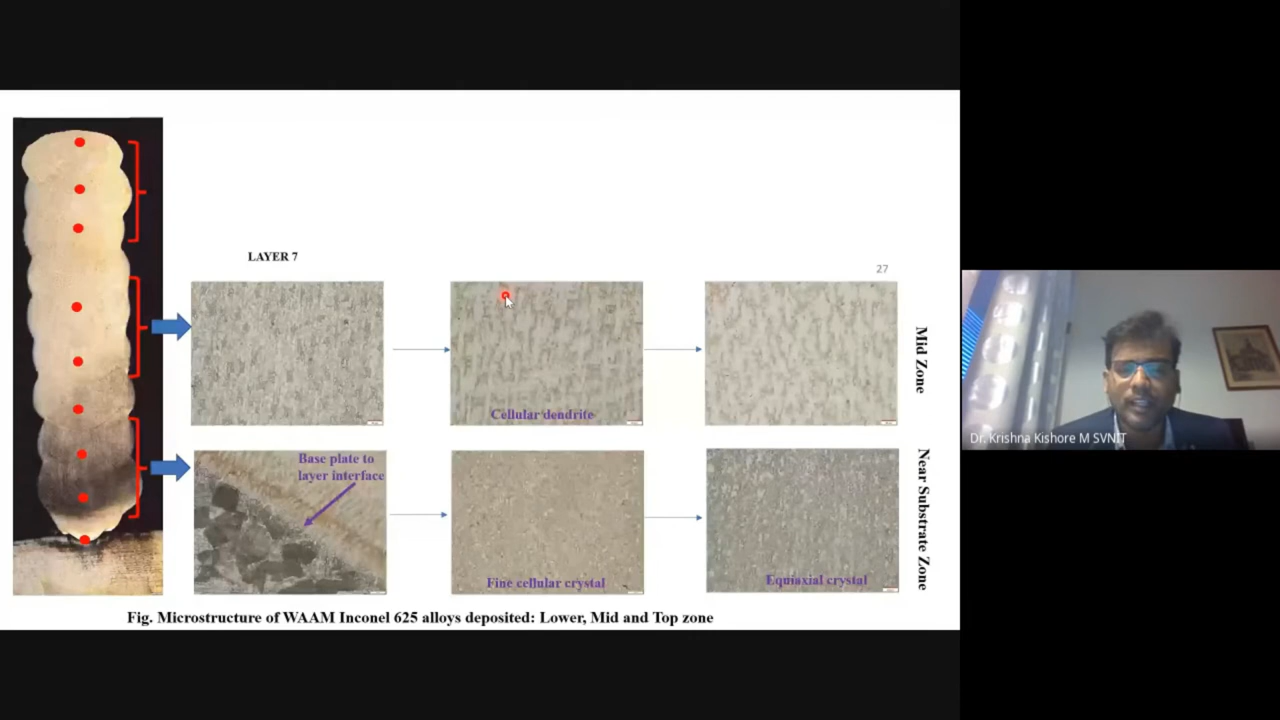 LAYER 7
27
Mid Zone
Cellular dendrite
Base plate to
layer interface
Near Substrate Zone
Fine cellular crystal
Equiaxial crystal
Fig. Microstructure of WAAM Inconel 625 alloys deposited: Lower, Mid and Top zone
Dr. Krishna Kishore M SVNIT